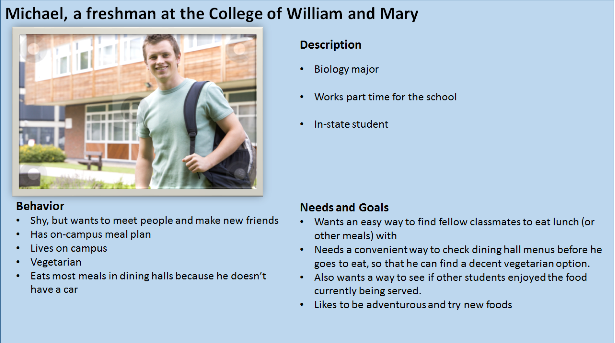 Michael, a freshman at the College of William and Mary
Description
• Biology major
• Works part time for the school
• In-state student
Behavior
• Shy, but wants to meet people and make new friends
• Has on-campus meal plan
• Lives on campus
• Vegetarian
• Eats most meals in dining halls because he doesn't
have a car
Needs and Goals
• Wants an easy way to find fellow classmates to eat lunch (or
other meals) with
• Needs a convenient way to check dining hall menus before he
goes to eat, so that he can find a decent vegetarian option.
• Also wants a way to see if other students enjoyed the food
currently being served.
• Likes to be adventurous and try new foods